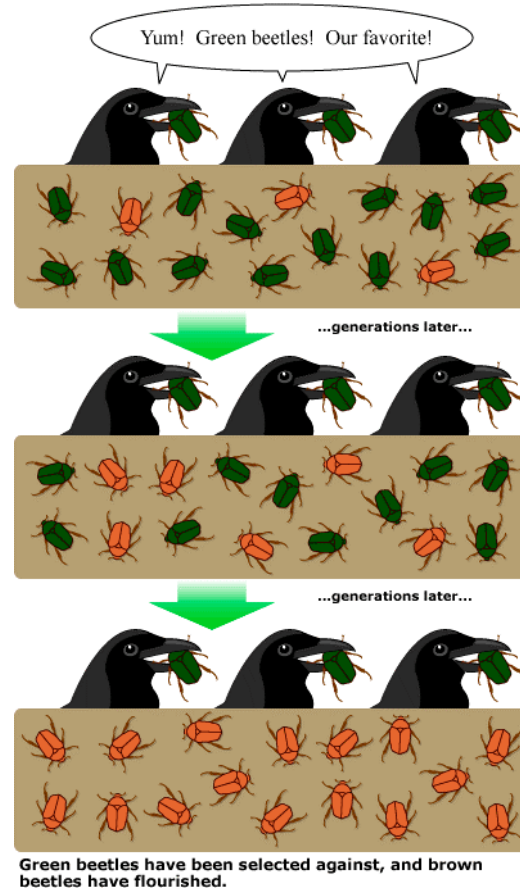 Yum! Green beetles! Our favorite!
...generations later...
...generations later...
Green beetles have been selected against, and brown
beetles have flourished.